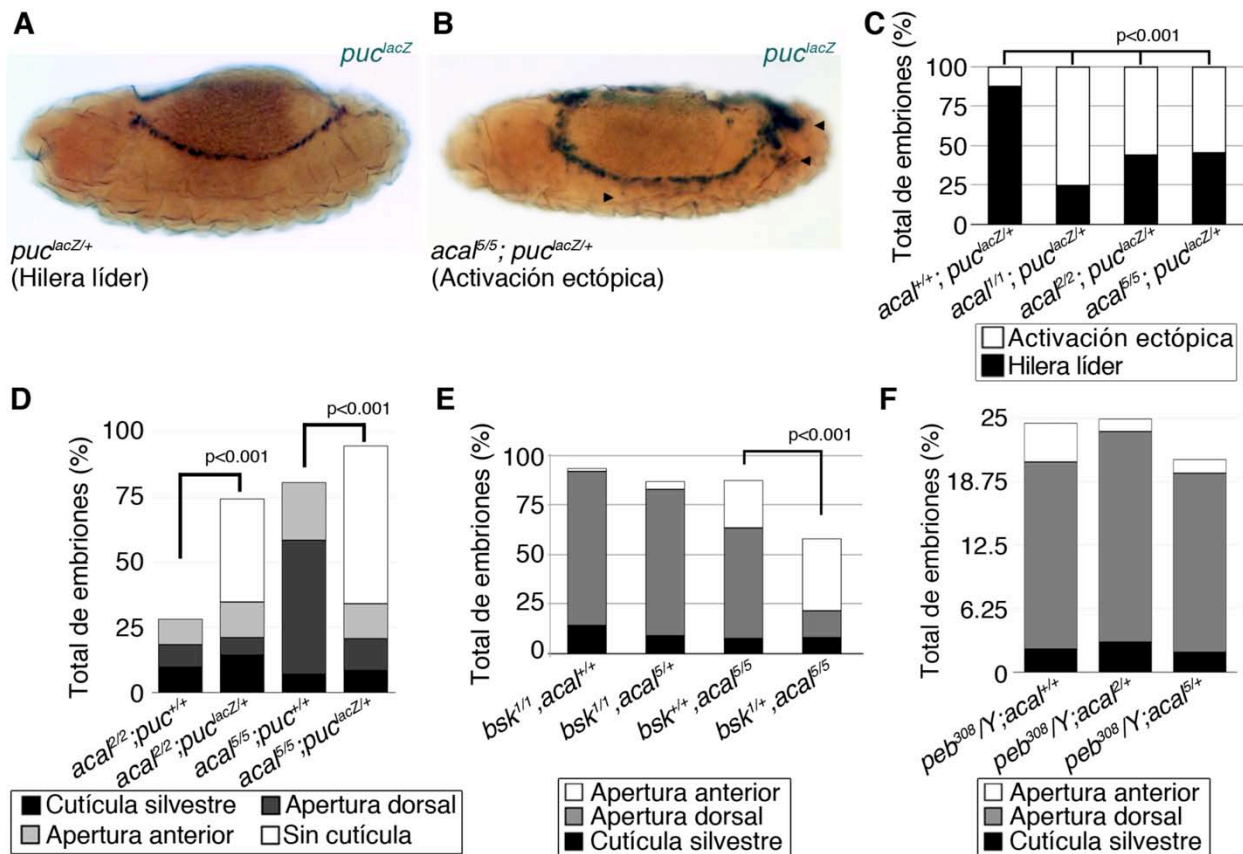 A
puc^lacZ
puc^lacZ/+
(Hilera líder)
B
puc^lacZ
acal^5/5; puc^lacZ/+
(Activación ectópica)
C
p<0.001
Total de embriones (%)
100
75
50
25
0
acal^+/+; puc^lacZ/+
acal^1/1; puc^lacZ/+
acal^2/2; puc^lacZ/+
acal^5/5; puc^lacZ/+
Activación ectópica
Hilera líder
D
p<0.001
p<0.001
Total de embriones (%)
100
75
50
25
0
acal^2/2;puc^+/+
acal^2/2;puc^lacZ/+
acal^5/5;puc^+/+
acal^5/5;puc^lacZ/+
Cutícula silvestre
Apertura dorsal
Apertura anterior
Sin cutícula
E
p<0.001
Total de embriones (%)
100
75
50
25
0
bsk^1/1,acal^+/+
bsk^1/1,acal^5/+
bsk^+/+,acal^5/5
bsk^1/+,acal^5/5
Apertura anterior
Apertura dorsal
Cutícula silvestre
F
Total de embriones (%)
25
18.75
12.5
6.25
0
peb^308/Y;acal^+/+
peb^308/Y;acal^2/+
peb^308/Y;acal^5/+
Apertura anterior
Apertura dorsal
Cutícula silvestre